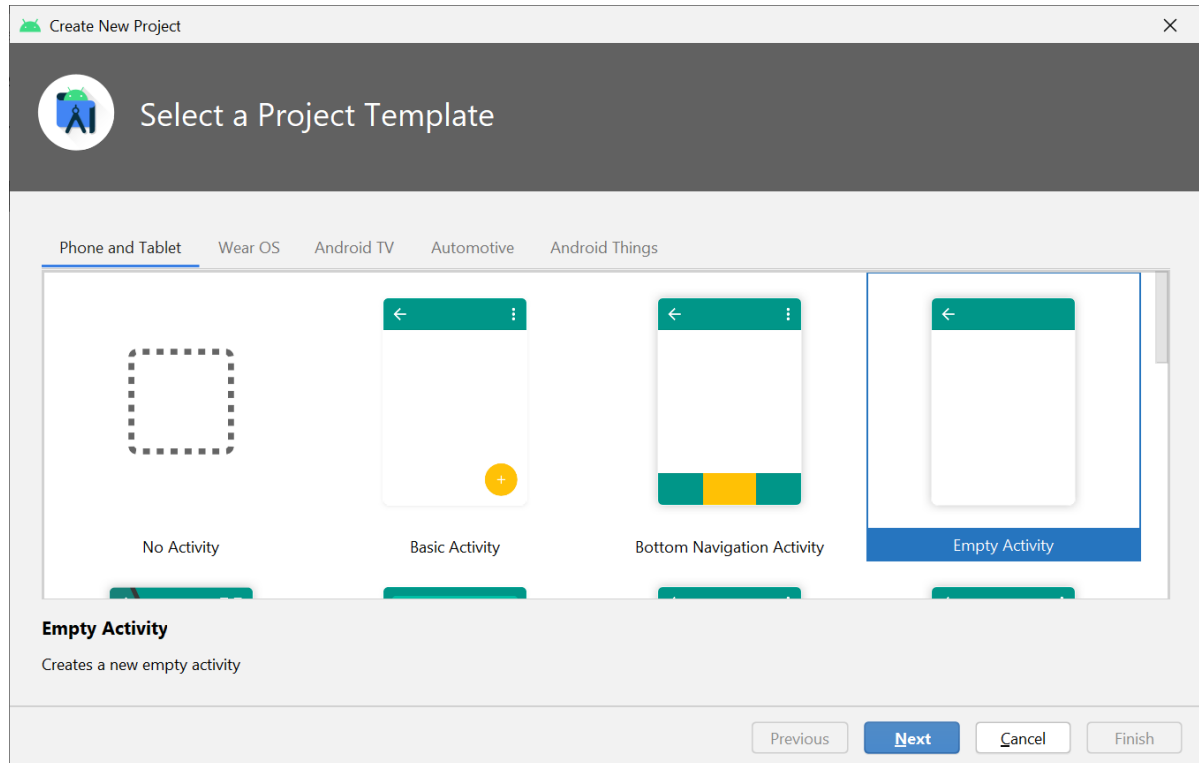 Create New Project
Select a Project Template
Phone and Tablet Wear OS Android TV Automotive Android Things
No Activity Basic Activity Bottom Navigation Activity Empty Activity
Empty Activity
Creates a new empty activity
Previous Next Cancel Finish